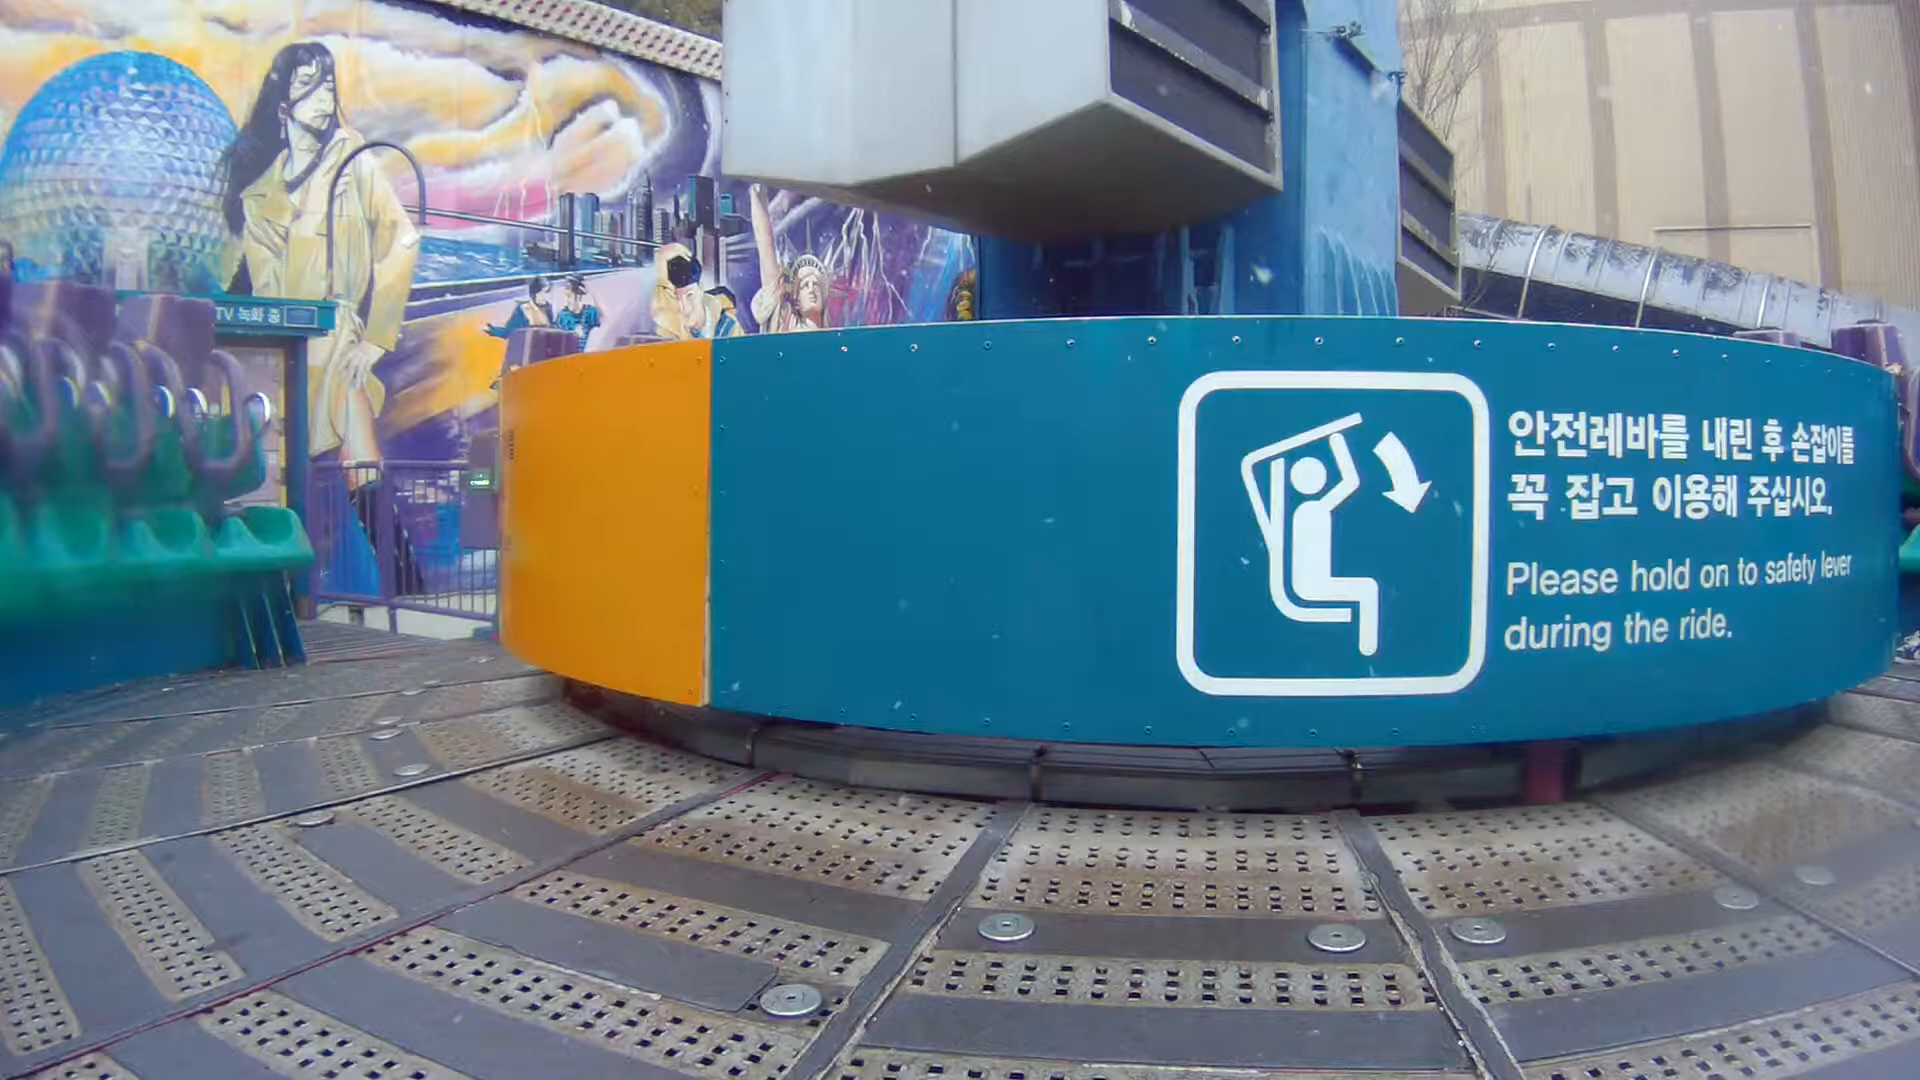 TV 녹화 중
안전레바를 내린 후 손잡이를
꼭 잡고 이용해 주십시오.
Please hold on to safety lever
during the ride.